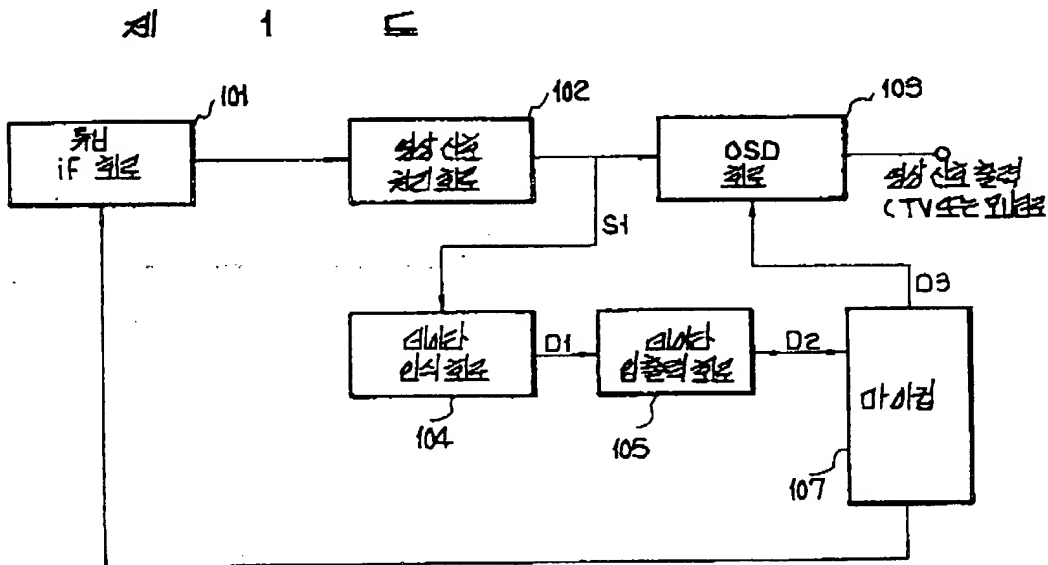 제 1 도
101
튜너
iF 회로
102
영상 신호
처리 회로
103
OSD
회로
영상 신호 출력
(TV 또는 모니터로
S1
D3
데이타
인식 회로
D1
데이타
입출력 회로
D2
마이컴
104
105
107